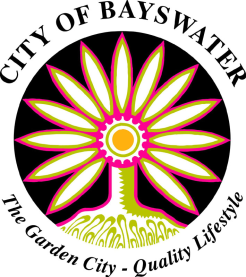 CITY OF BAYSWATER
The Garden City - Quality Lifestyle